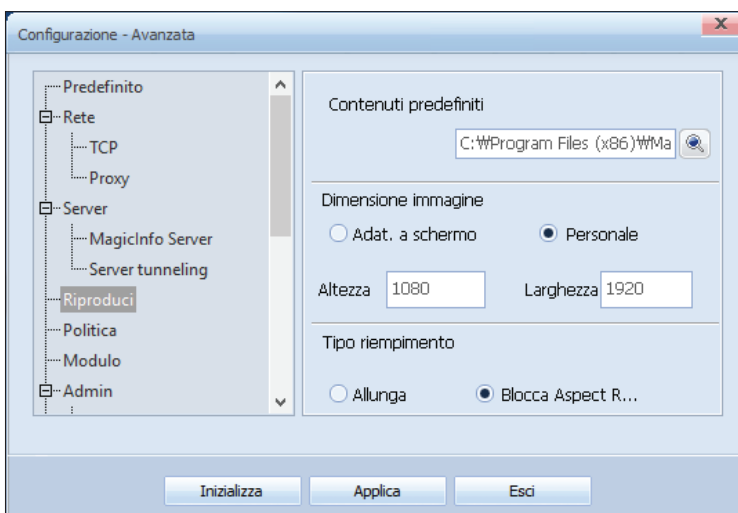 Configurazione - Avanzata
Predefinito
Rete
TCP
Proxy
Server
MagicInfo Server
Server tunneling
Riproduci
Politica
Modulo
Admin
Contenuti predefiniti
C:₩Program Files (x86)₩Ma
Dimensione immagine
Adat. a schermo
Personale
Altezza 1080
Larghezza 1920
Tipo riempimento
Allunga
Blocca Aspect R...
Inizializza
Applica
Esci